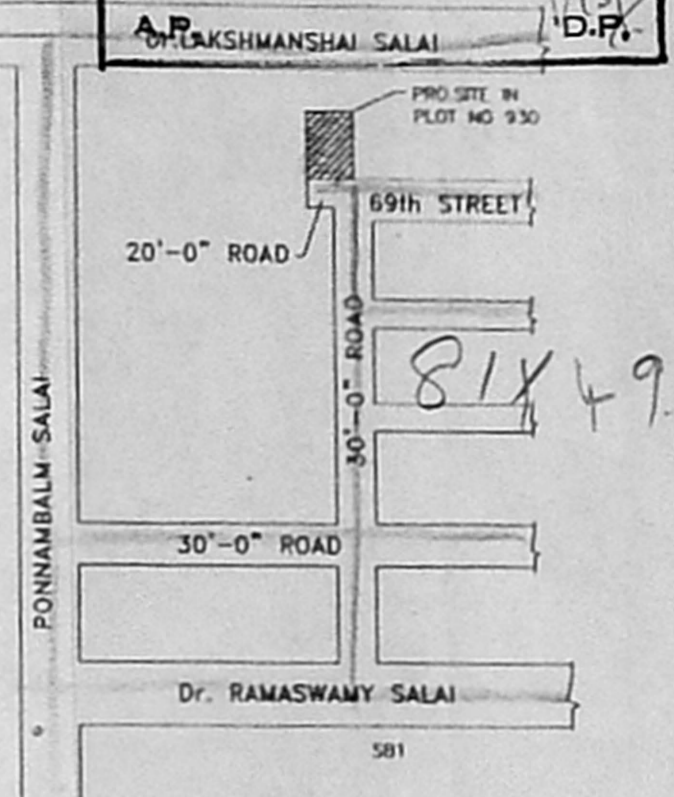 A.P.
D.P.
Dr.LAKSHMANSHAI SALAI
PRO.SITE IN
PLOT NO 930
69th STREET
20'-0" ROAD
30'-0" ROAD
81X49
PONNAMBALM SALAI
30'-0" ROAD
Dr. RAMASWAMY SALAI
SB1